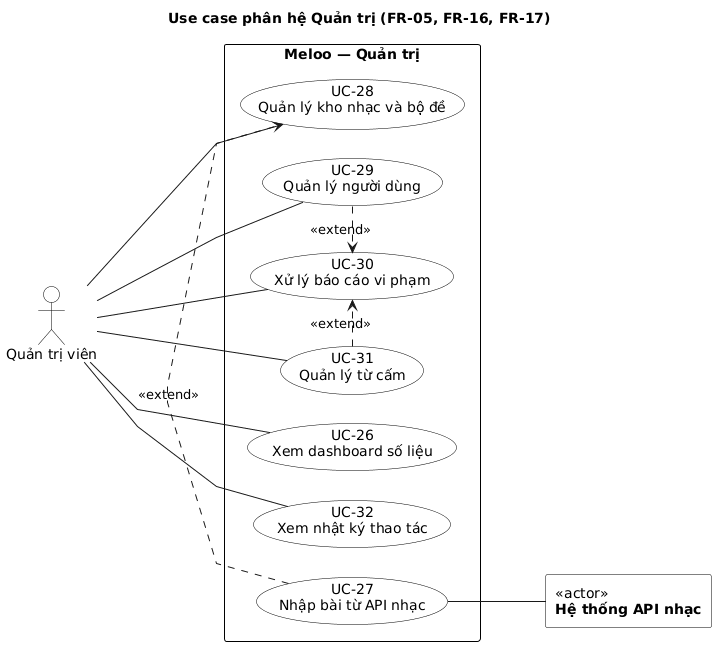 Use case phân hệ Quản trị (FR-05, FR-16, FR-17)
Meloo — Quản trị
UC-28
Quản lý kho nhạc và bộ đề
UC-29
Quản lý người dùng
«extend»
UC-30
Xử lý báo cáo vi phạm
«extend»
UC-31
Quản lý từ cấm
Quản trị viên
«extend»
UC-26
Xem dashboard số liệu
UC-32
Xem nhật ký thao tác
UC-27
Nhập bài từ API nhạc
«actor»
Hệ thống API nhạc